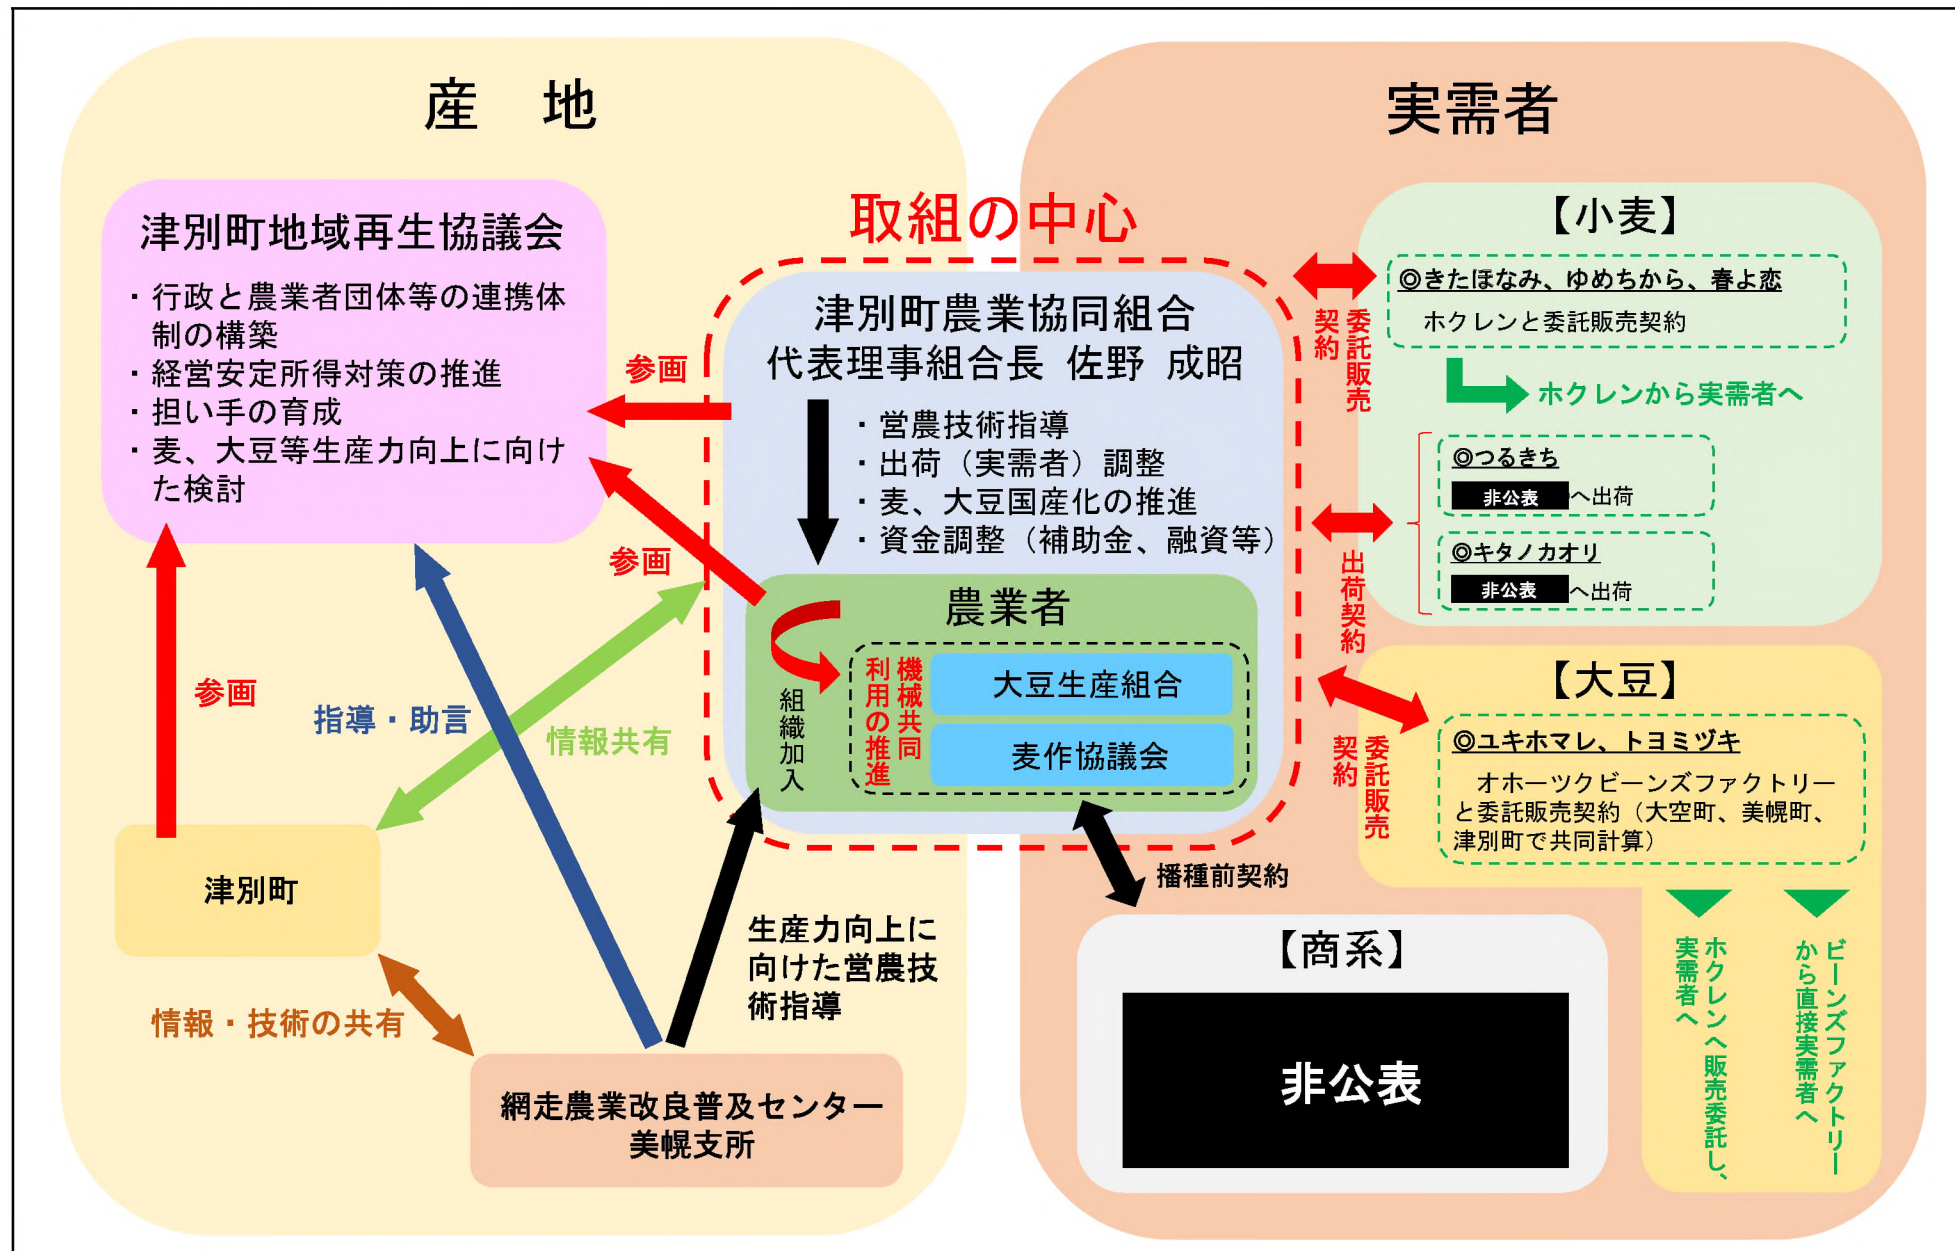 産　地
津別町地域再生協議会
・行政と農業者団体等の連携体
制の構築
・経営安定所得対策の推進
・担い手の育成
・麦、大豆等生産力向上に向け
た検討
参画
参画
参画
指導・助言
情報共有
津別町
情報・技術の共有
網走農業改良普及センター
美幌支所
生産力向上に
向けた営農技
術指導
取組の中心
津別町農業協同組合
代表理事組合長 佐野 成昭
・営農技術指導
・出荷（実需者）調整
・麦、大豆国産化の推進
・資金調整（補助金、融資等）
農業者
組織加入
機械共同
利用の推進
大豆生産組合
麦作協議会
実需者
委託販売
契約
出荷契約
委託販売
契約
播種前契約
【小麦】
◎きたほなみ、ゆめちから、春よ恋
ホクレンと委託販売契約
ホクレンから実需者へ
◎つるきち
非公表へ出荷
◎キタノカオリ
非公表へ出荷
【大豆】
◎ユキホマレ、トヨミヅキ
オホーツクビーンズファクトリー
と委託販売契約（大空町、美幌町、
津別町で共同計算）
ホクレンへ販売委託し、
実需者へ
ビーンズファクトリー
から直接実需者へ
【商系】
非公表